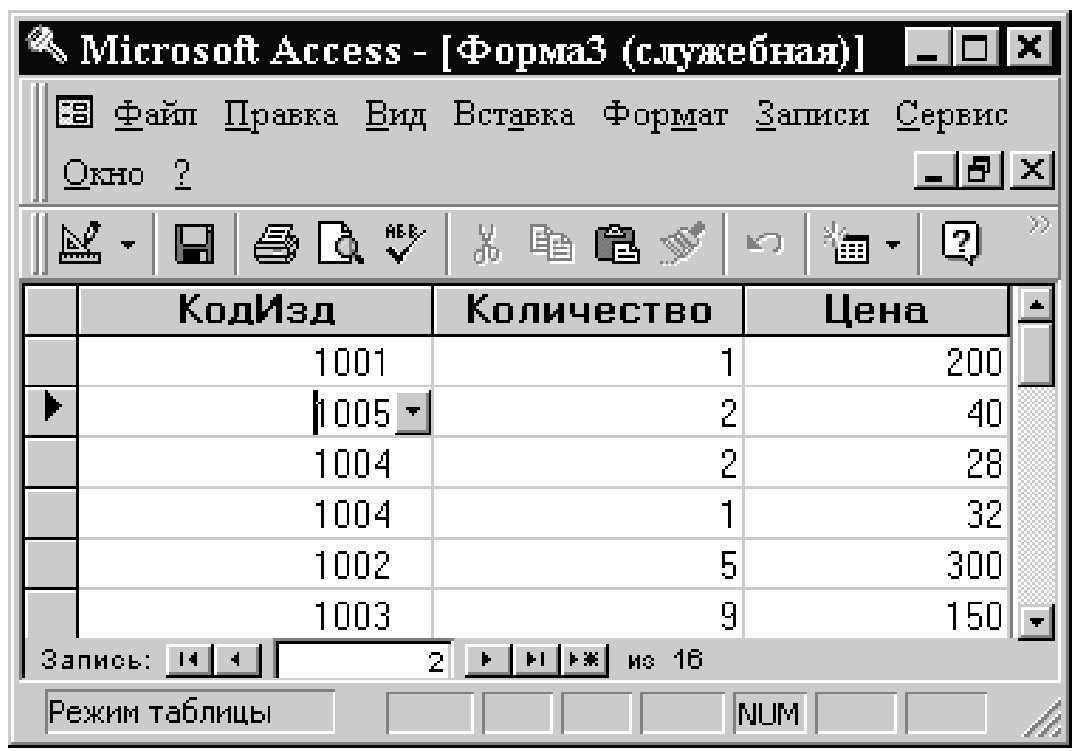 Microsoft Access - [Форма3 (служебная)]
Файл Правка Вид Вставка Формат Записи Сервис
Окно ?
КодИзд Количество Цена
1001 1 200
1005 2 40
1004 2 28
1004 1 32
1002 5 300
1003 9 150
Запись: 2 из 16
Режим таблицы NUM